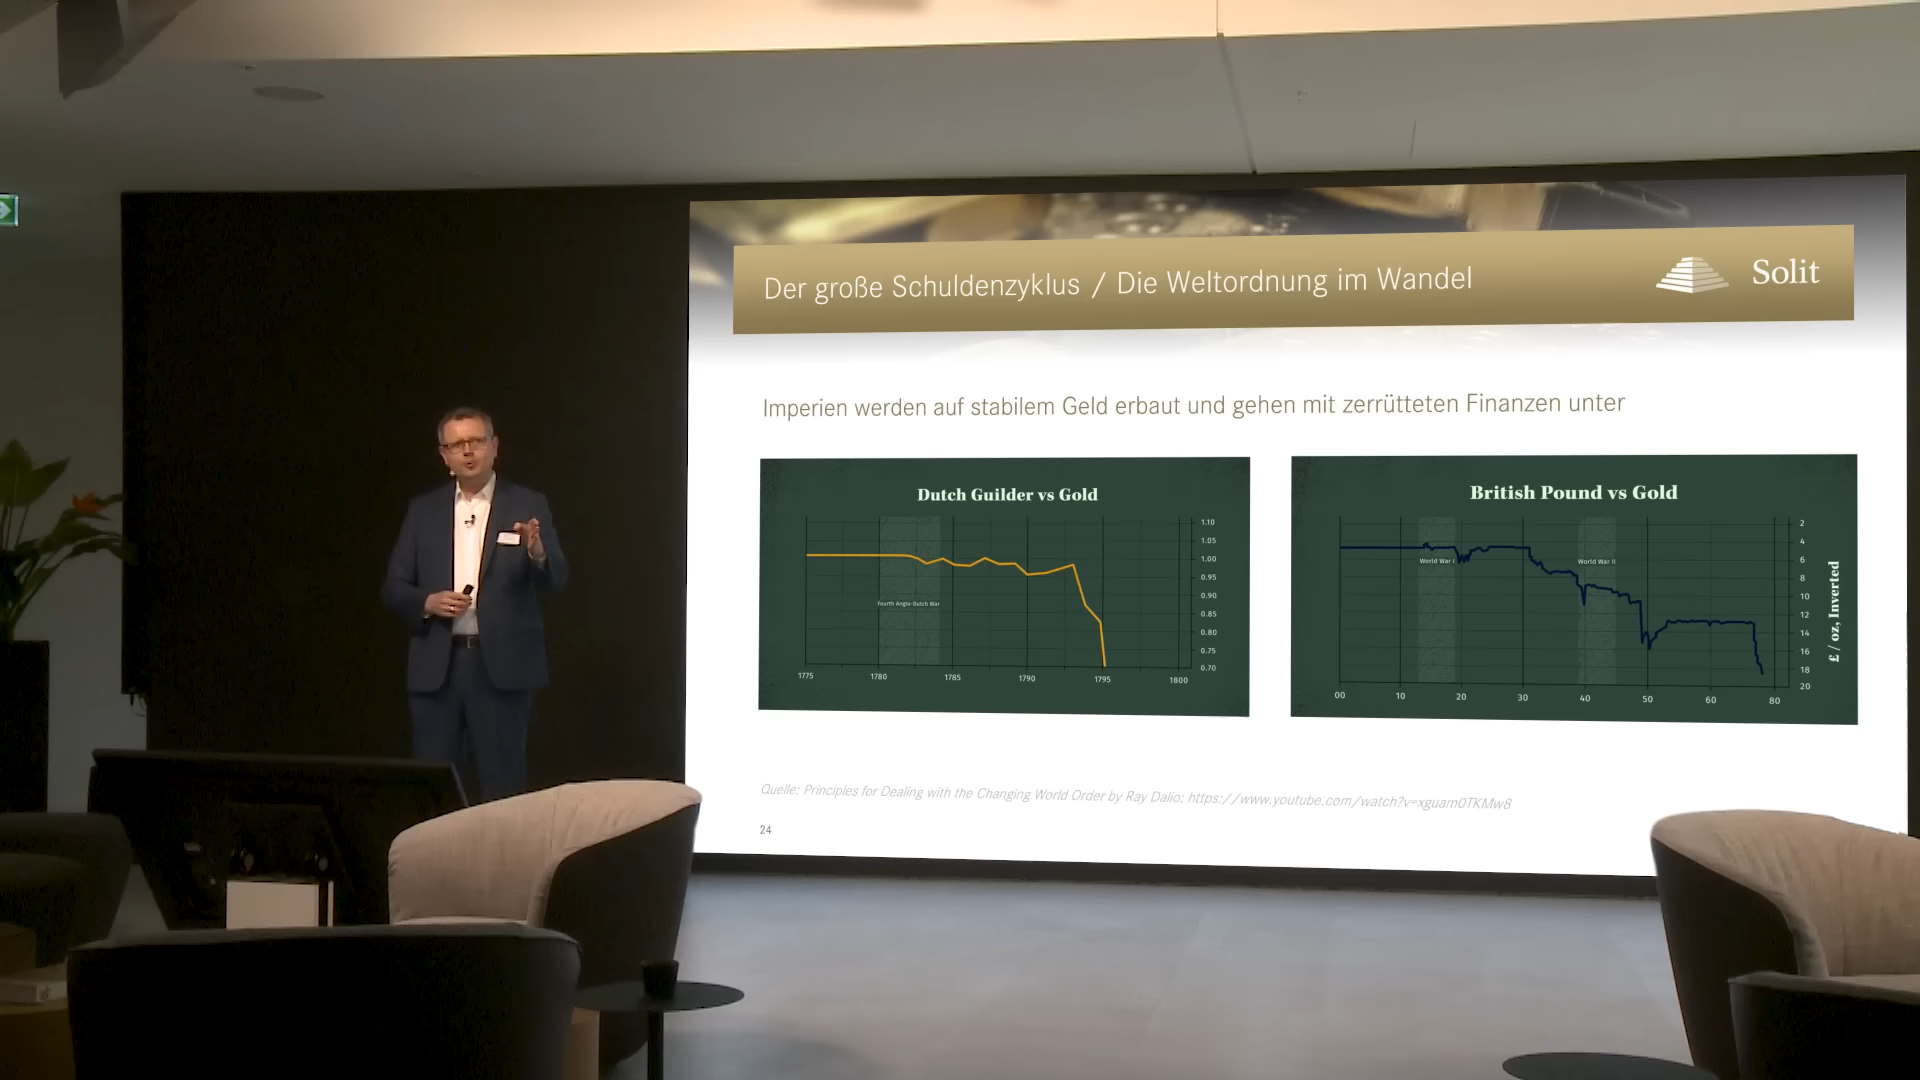 Der große Schuldenzyklus / Die Weltordnung im Wandel
Solit
Imperien werden auf stabilem Geld erbaut und gehen mit zerrütteten Finanzen unter
Dutch Guilder vs Gold
1.10
1.05
1.00
0.95
0.90
0.85
0.80
0.75
0.70
Fourth Anglo-Dutch War
1775 1780 1785 1790 1795 1800
British Pound vs Gold
2
4
6
8
10
12
14
16
18
20
World War I World War II
£ / oz, Inverted
00 10 20 30 40 50 60 80
Quelle: Principles for Dealing with the Changing World Order by Ray Dalio; https://www.youtube.com/watch?v=xguam0TKMw8
24